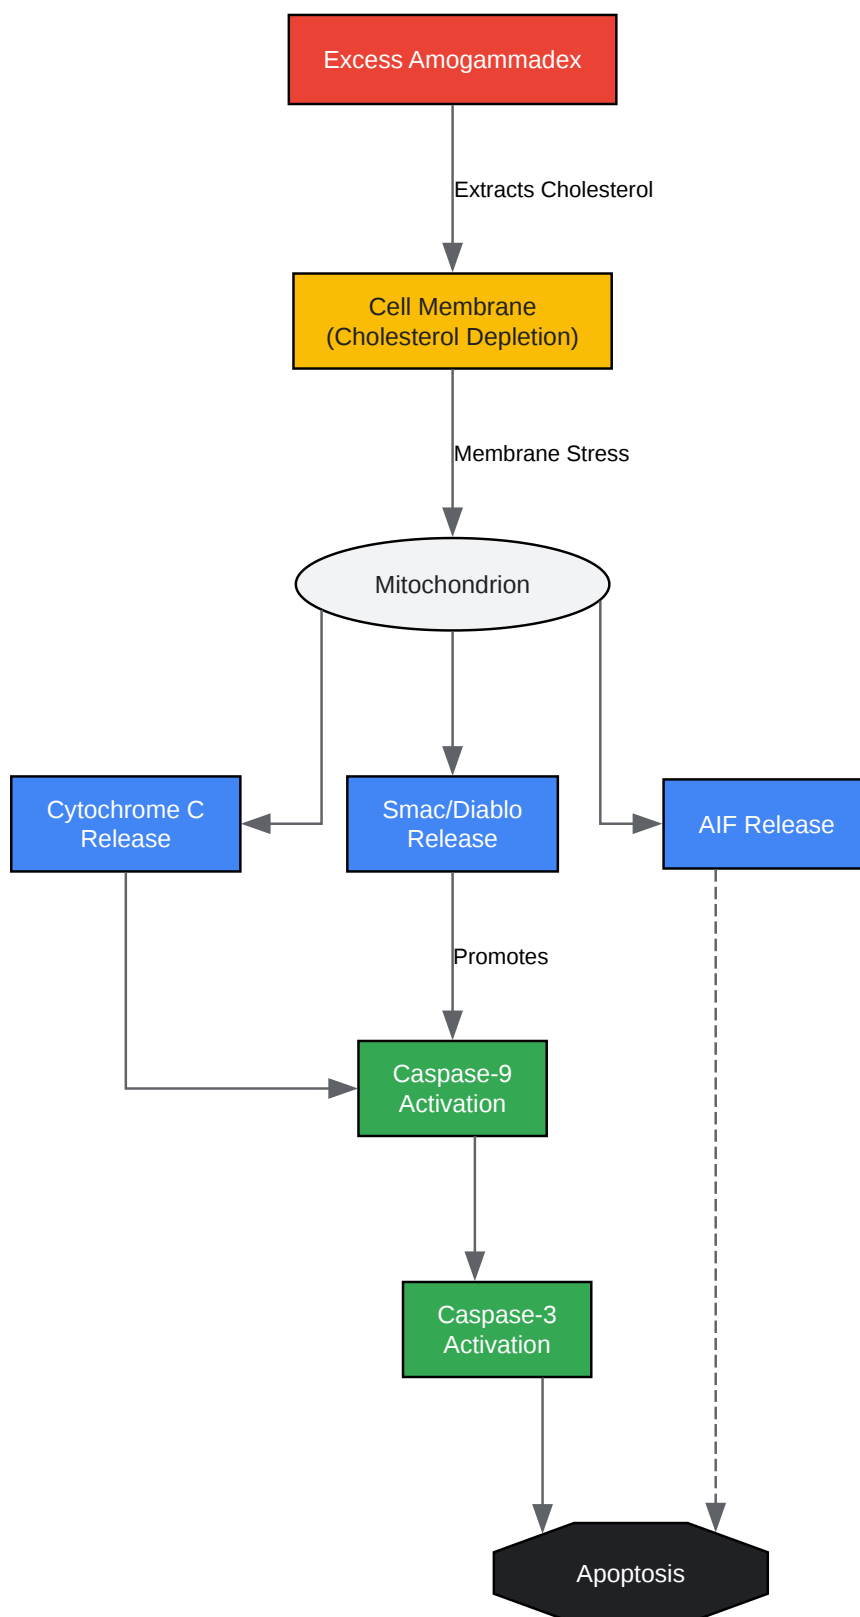 Excess Amogammadex
Extracts Cholesterol
Cell Membrane
(Cholesterol Depletion)
Membrane Stress
Mitochondrion
Cytochrome C
Release
Smac/Diablo
Release
AIF Release
Promotes
Caspase-9
Activation
Caspase-3
Activation
Apoptosis